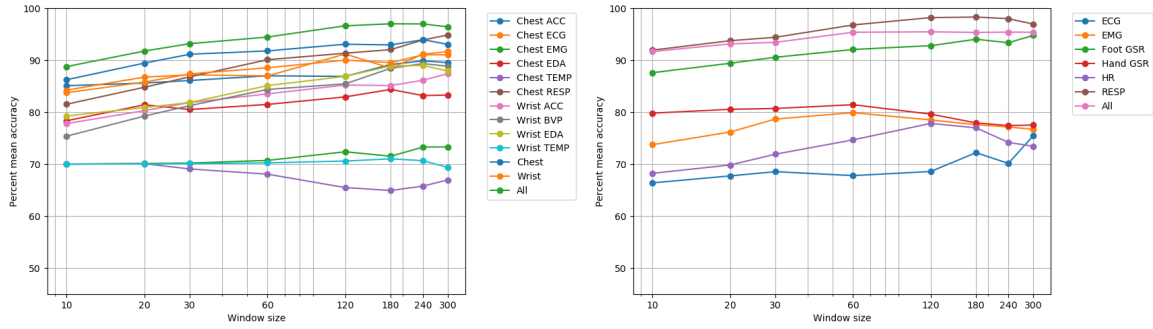 100
90
80
70
60
50
Percent mean accuracy
10
20
30
60
120
180
240
300
Window size
Chest ACC
Chest ECG
Chest EMG
Chest EDA
Chest TEMP
Chest RESP
Wrist ACC
Wrist BVP
Wrist EDA
Wrist TEMP
Chest
Wrist
All
100
90
80
70
60
50
Percent mean accuracy
10
20
30
60
120
180
240
300
Window size
ECG
EMG
Foot GSR
Hand GSR
HR
RESP
All